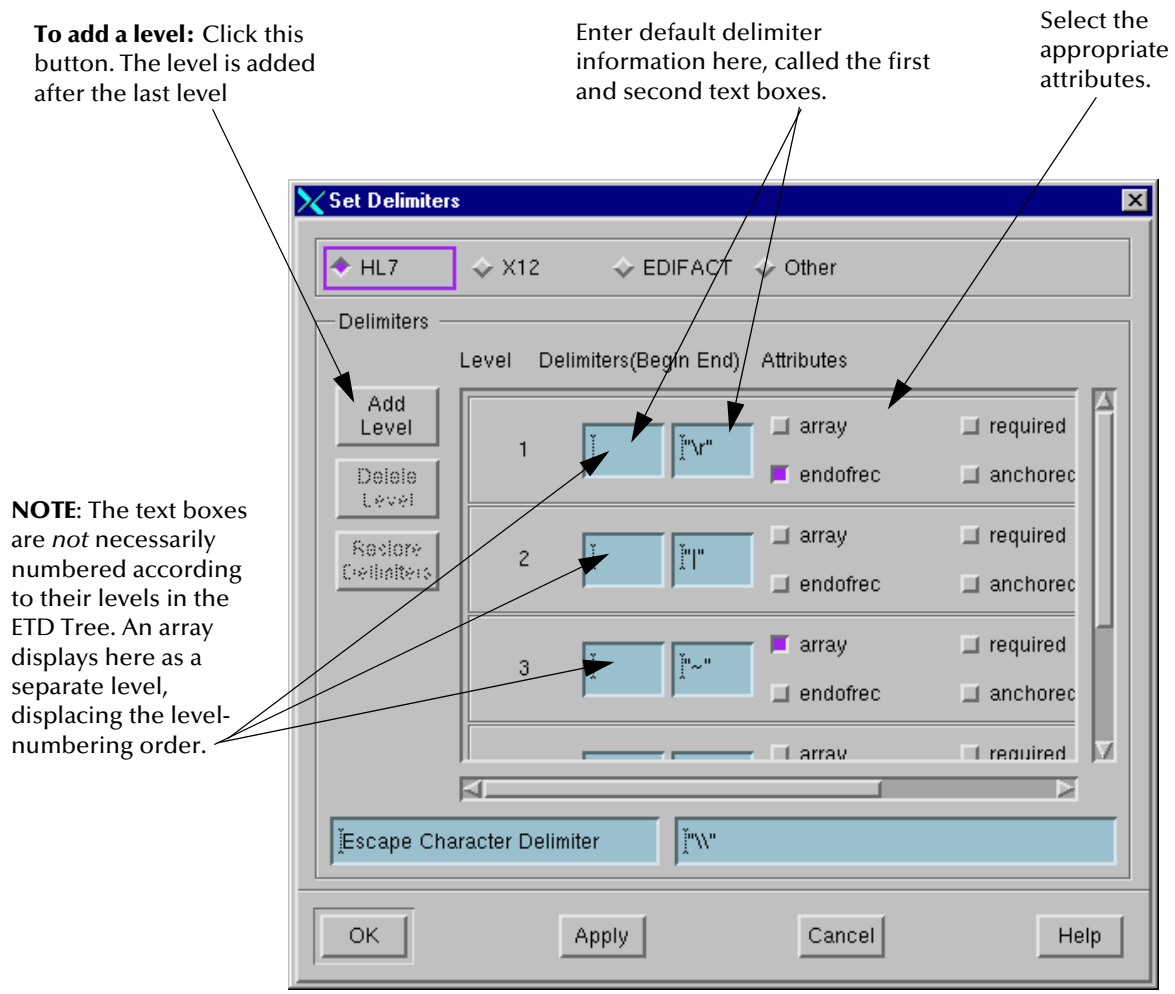 To add a level: Click this
button. The level is added
after the last level
Enter default delimiter
information here, called the first
and second text boxes.
Select the
appropriate
attributes.
Set Delimiters
HL7
X12
EDIFACT
Other
Delimiters
Level
Delimiters(Begin End)
Attributes
Add
Level
Delete
Level
Restore
Delimiters
1
"\r"
array
required
endofrec
anchorec
2
"|"
array
required
endofrec
anchorec
3
"~"
array
required
endofrec
anchorec
array
required
NOTE: The text boxes
are not necessarily
numbered according
to their levels in the
ETD Tree. An array
displays here as a
separate level,
displacing the level-
numbering order.
Escape Character Delimiter
"\\"
OK
Apply
Cancel
Help